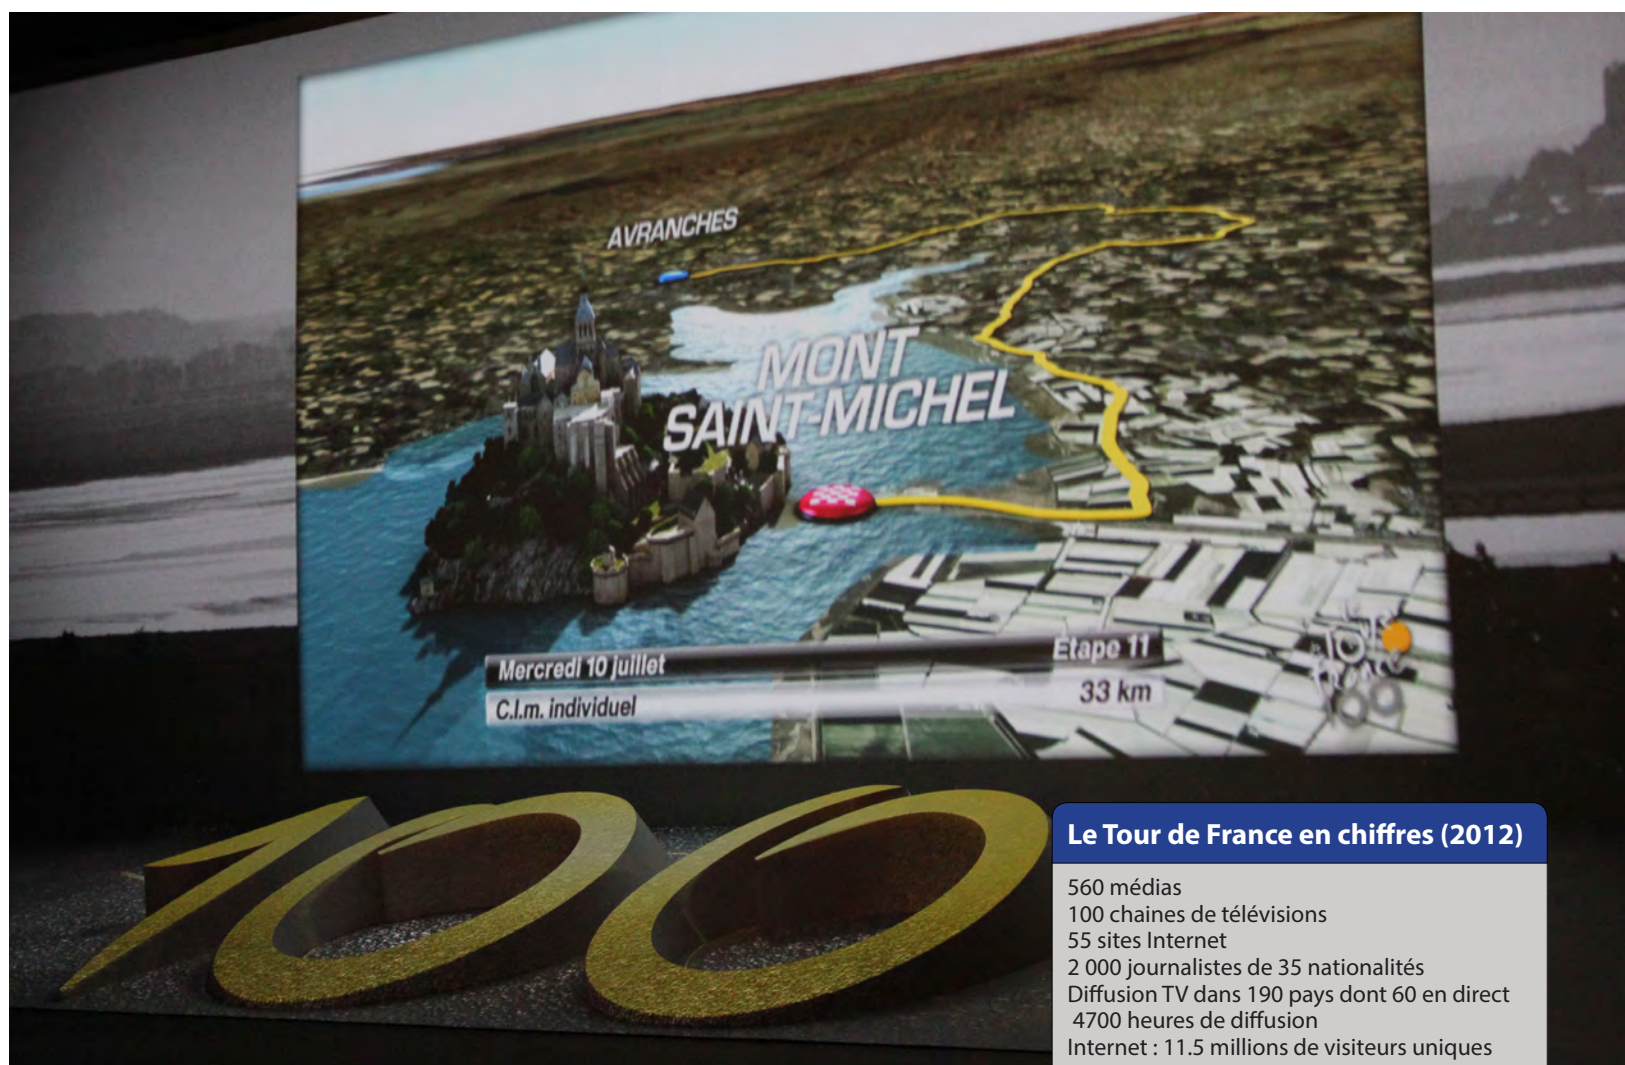 AVRANCHES
MONT
SAINT-MICHEL
Mercredi 10 juillet
Étape 11
C.l.m. individuel
33 km
100
Le Tour de France en chiffres (2012)
560 médias
100 chaines de télévisions
55 sites Internet
2 000 journalistes de 35 nationalités
Diffusion TV dans 190 pays dont 60 en direct
4700 heures de diffusion
Internet : 11.5 millions de visiteurs uniques